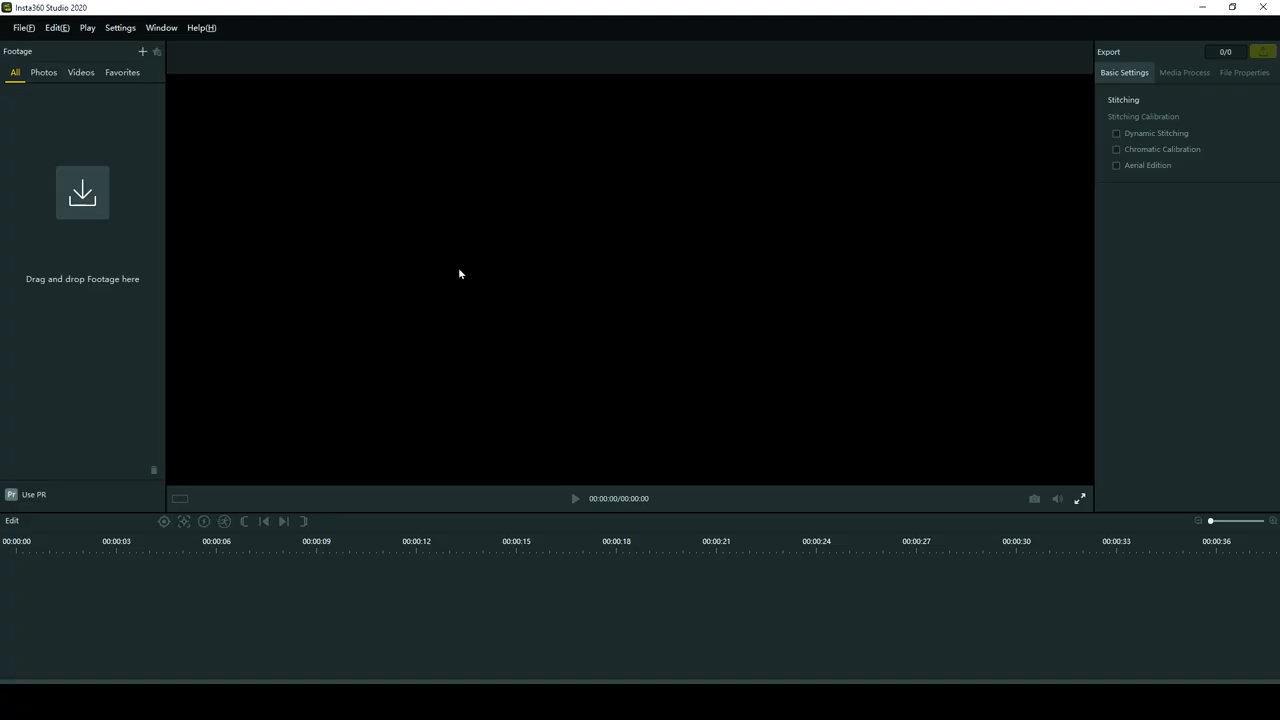 Insta360 Studio 2020
File(F) Edit(E) Play Settings Window Help(H)
Footage
All Photos Videos Favorites
Drag and drop Footage here
Pr Use PR
00:00:00/00:00:00
Export 0/0
Basic Settings Media Process File Properties
Stitching
Stitching Calibration
Dynamic Stitching
Chromatic Calibration
Aerial Edition
Edit
00:00:00 00:00:03 00:00:06 00:00:09 00:00:12 00:00:15 00:00:18 00:00:21 00:00:24 00:00:27 00:00:30 00:00:33 00:00:36